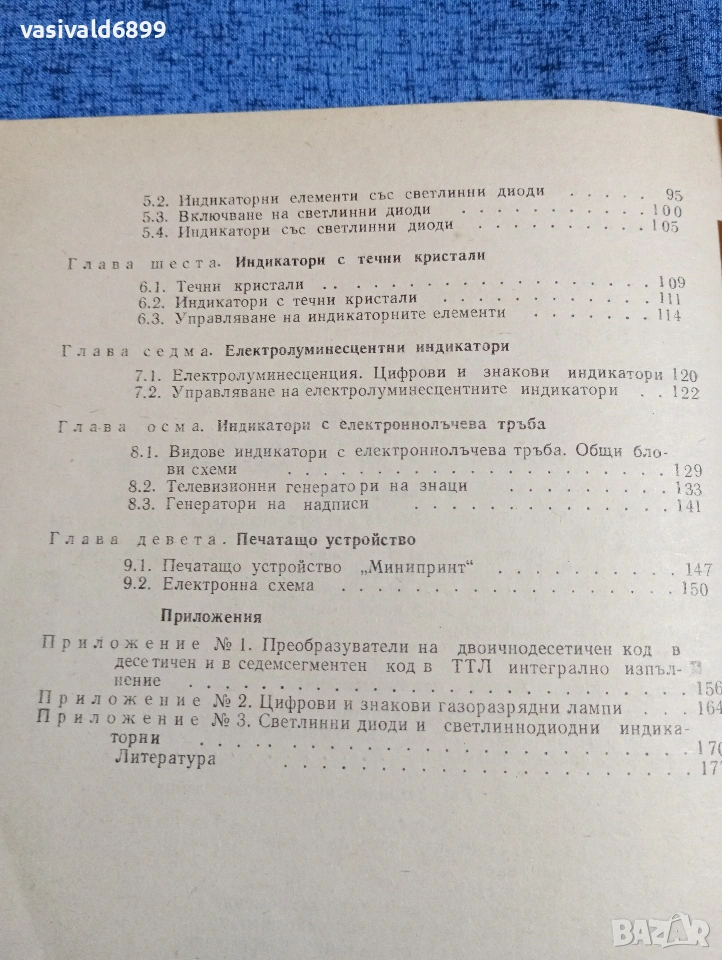 vasivald6899
5.2. Индикаторни елементи със светлинни диоди . . . . . 95
5.3. Включване на светлинни диоди . . . . . . . . . . 100
5.4. Индикатори със светлинни диоди . . . . . . . . . 105
Глава шеста. Индикатори с течни кристали
6.1. Течни кристали . . . . . . . . . . . . . . . . . . 109
6.2. Индикатори с течни кристали . . . . . . . . . . . 111
6.3. Управляване на индикаторните елементи . . . . . . . 114
Глава седма. Електролуминесцентни индикатори
7.1. Електролуминесценция. Цифрови и знакови индикатори 120
7.2. Управляване на електролуминесцентните индикатори . . 122
Глава осма. Индикатори с електроннолъчева тръба
8.1. Видове индикатори с електроннолъчева тръба. Общи бло-
ви схеми . . . . . . . . . . . . . . . . . . . . . 129
8.2. Телевизионни генератори на знаци . . . . . . . . . 133
8.3. Генератори на надписи . . . . . . . . . . . . . . 141
Глава девета. Печатащо устройство
9.1. Печатащо устройство „Минипринт“ . . . . . . . . . . 147
9.2. Електронна схема . . . . . . . . . . . . . . . . . 150
Приложения
Приложение № 1. Преобразуватели на двоичнодесетичен код в
десетичен и в седемсегментен код в ТТЛ интегрално изпъл-
нение . . . . . . . . . . . . . . . . . . . . . . . . 156
Приложение № 2. Цифрови и знакови газоразрядни лампи . . . 164
Приложение № 3. Светлинни диоди и светлиннодиодни индика-
торни . . . . . . . . . . . . . . . . . . . . . . . . 170
Литература . . . . . . . . . . . . . . . . . . . . . . 177
BAZAR